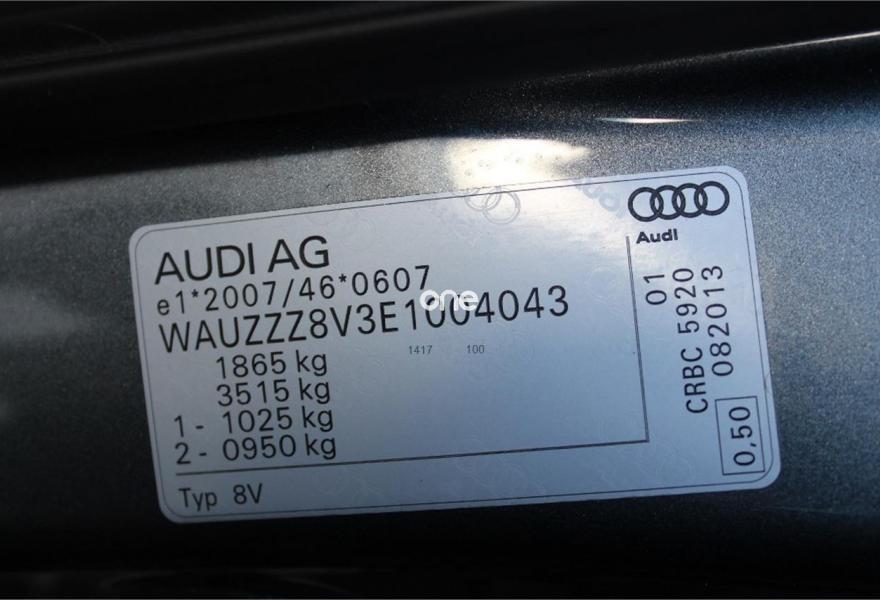 AUDI AG
e1*2007/46*0607
WAUZZZ8V3E1004043
one
1417 100
1865 kg
3515 kg
1 - 1025 kg
2 - 0950 kg
Typ 8V
Audi
01
CRBC 5920
082013
0,50